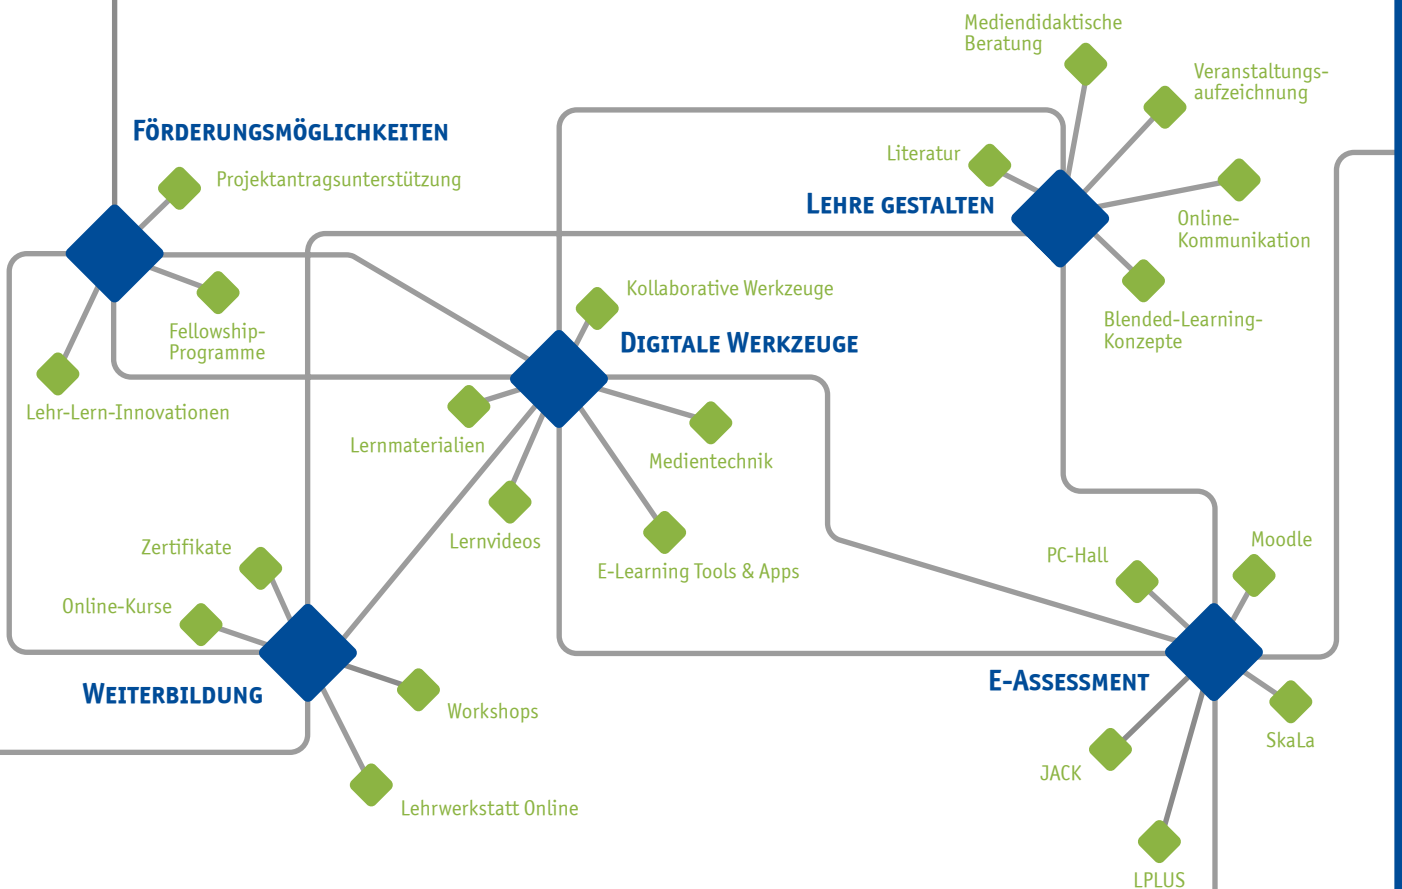 Förderungsmöglichkeiten
Projektantragsunterstützung
Fellowship-
Programme
Lehr-Lern-Innovationen
Mediendidaktische
Beratung
Veranstaltungs-
aufzeichnung
Literatur
Lehre gestalten
Online-
Kommunikation
Blended-Learning-
Konzepte
Kollaborative Werkzeuge
Digitale Werkzeuge
Lernmaterialien
Medientechnik
Lernvideos
E-Learning Tools & Apps
Zertifikate
Online-Kurse
Weiterbildung
Workshops
Lehrwerkstatt Online
PC-Hall
Moodle
E-Assessment
SkaLa
JACK
LPLUS